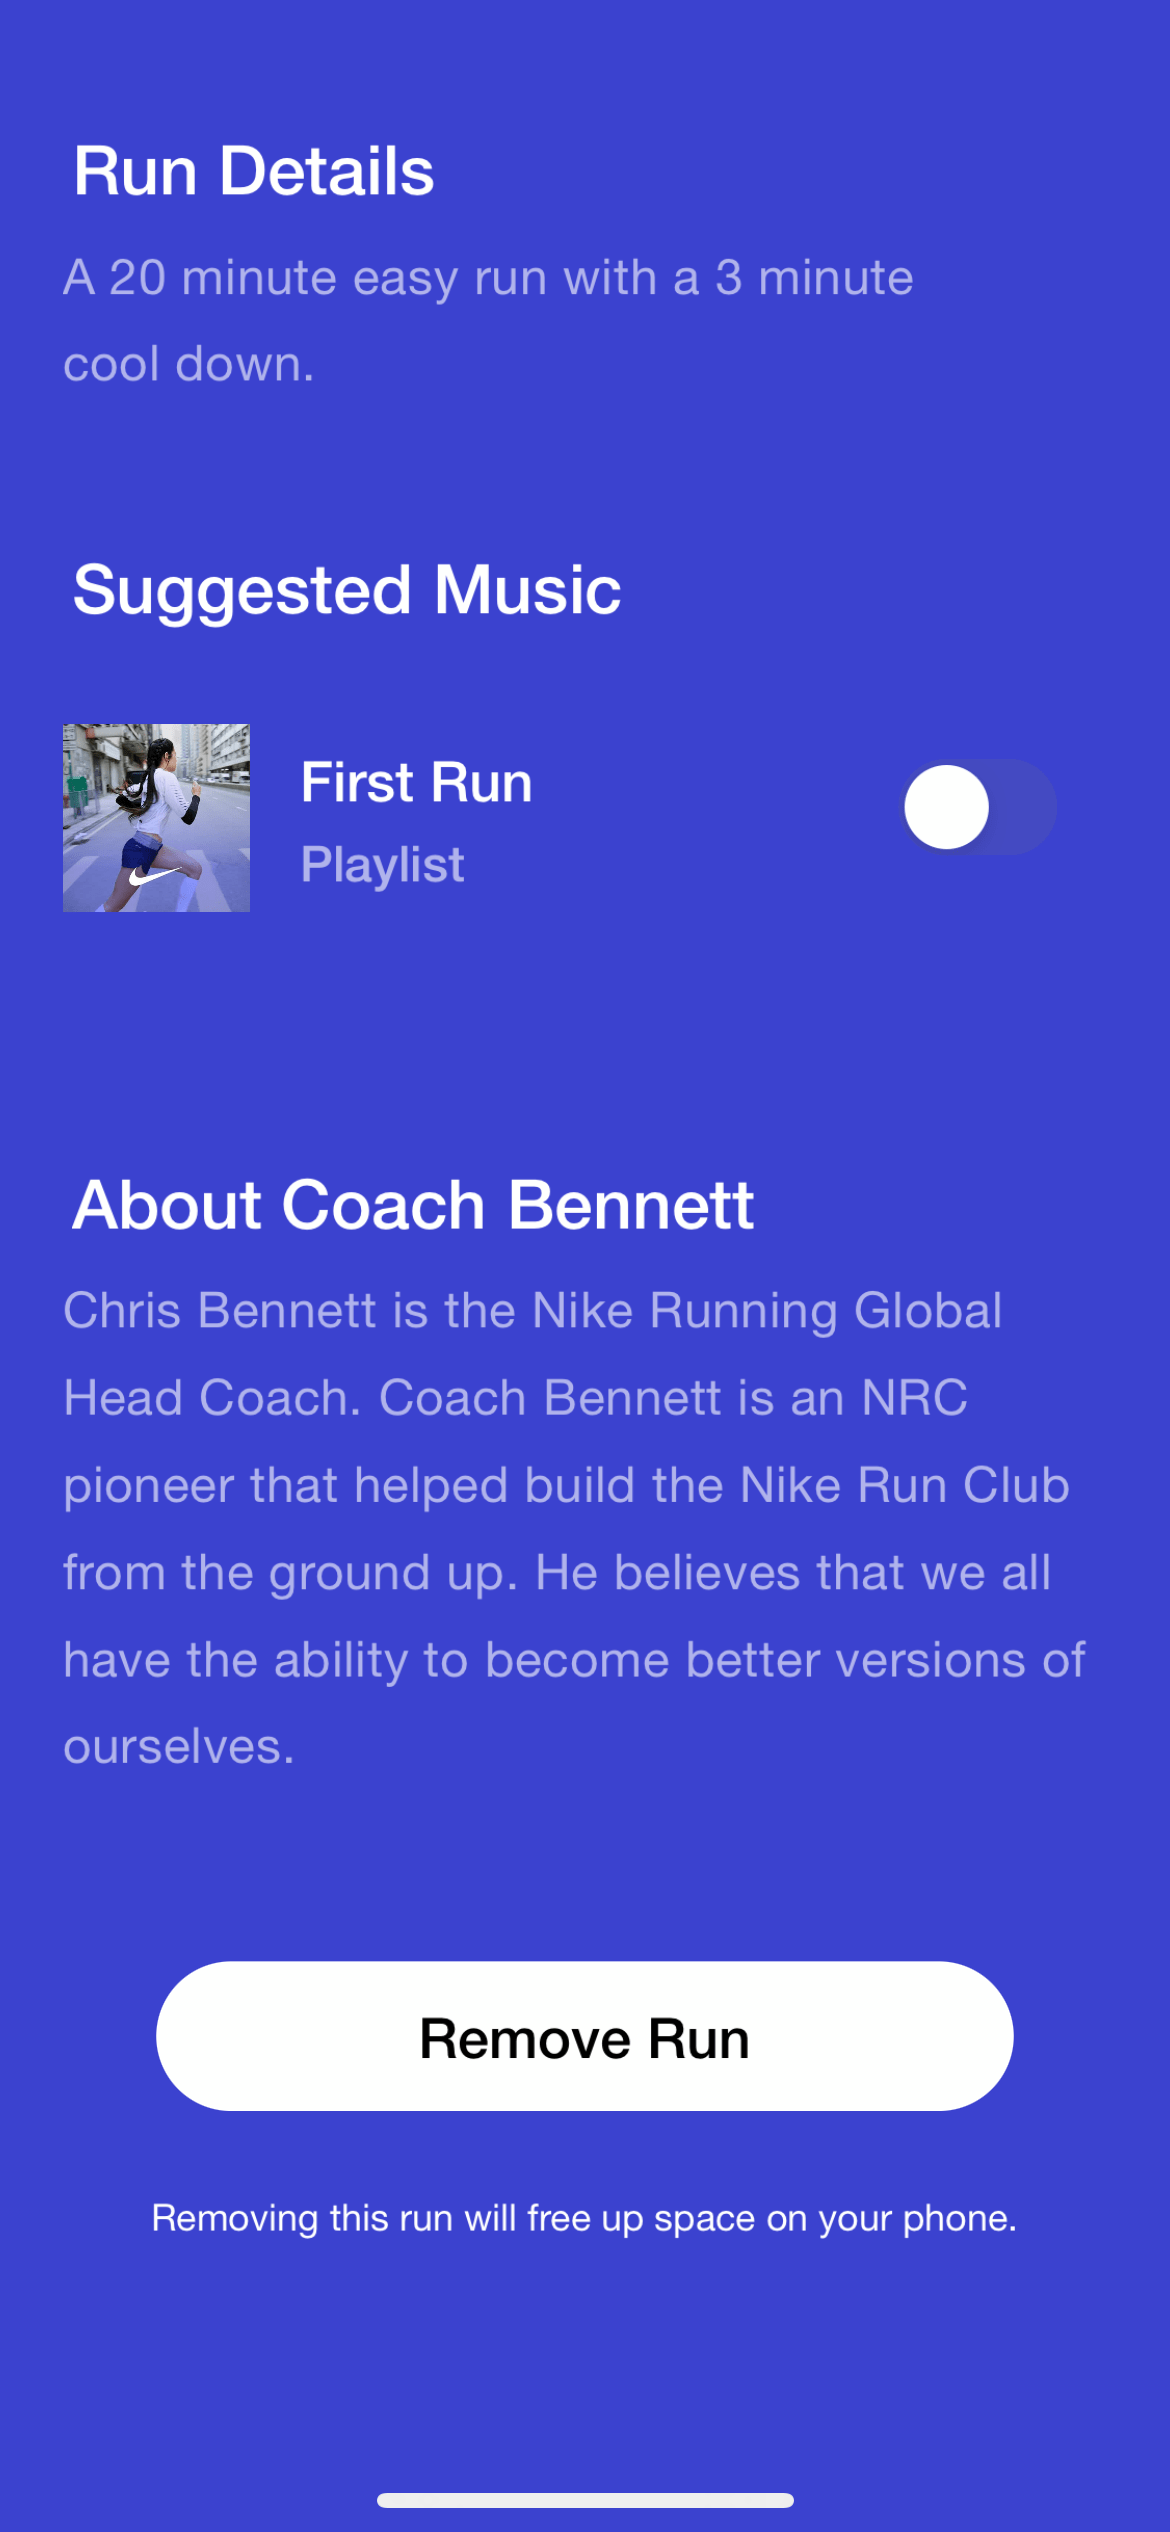 Run Details
A 20 minute easy run with a 3 minute
cool down.
Suggested Music
First Run
Playlist
About Coach Bennett
Chris Bennett is the Nike Running Global
Head Coach. Coach Bennett is an NRC
pioneer that helped build the Nike Run Club
from the ground up. He believes that we all
have the ability to become better versions of
ourselves.
Remove Run
Removing this run will free up space on your phone.